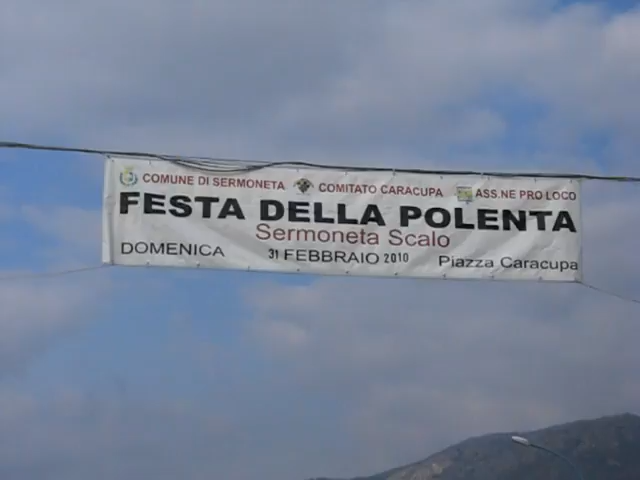 COMUNE DI SERMONETA COMITATO CARACUPA ASS.NE PRO LOCO
FESTA DELLA POLENTA
Sermoneta Scalo
DOMENICA 31 FEBBRAIO 2010 Piazza Caracupa